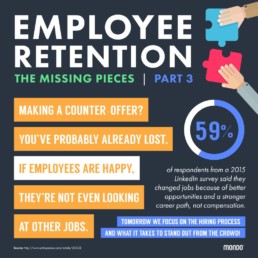 EMPLOYEE
RETENTION
THE MISSING PIECES | PART 3
MAKING A COUNTER OFFER?
YOU'VE PROBABLY ALREADY LOST.
IF EMPLOYEES ARE HAPPY,
THEY'RE NOT EVEN LOOKING
AT OTHER JOBS.
59%
of respondents from a 2015
LinkedIn survey said they
changed jobs because of better
opportunities and a stronger
career path, not compensation.
TOMORROW WE FOCUS ON THE HIRING PROCESS
AND WHAT IT TAKES TO STAND OUT FROM THE CROWD!
Source:
mondo